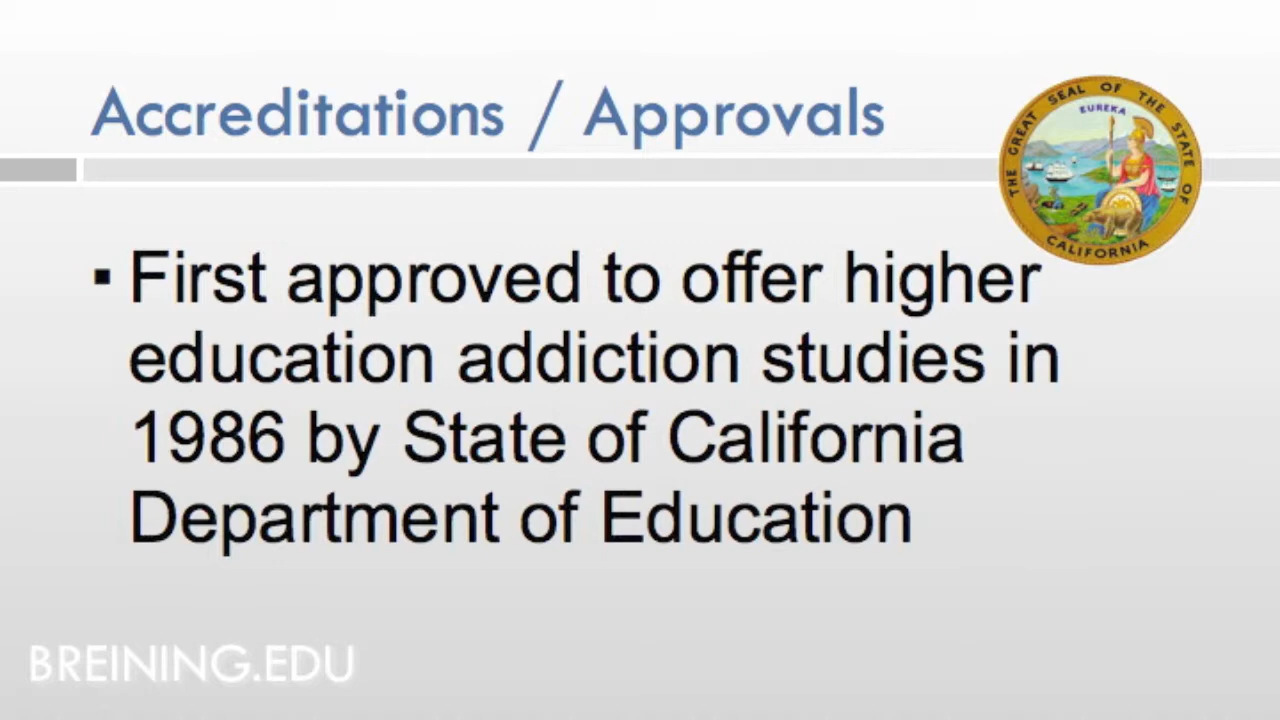 Accreditations / Approvals
THE GREAT SEAL OF THE STATE OF CALIFORNIA
EUREKA
▪ First approved to offer higher
education addiction studies in
1986 by State of California
Department of Education
BREINING.EDU